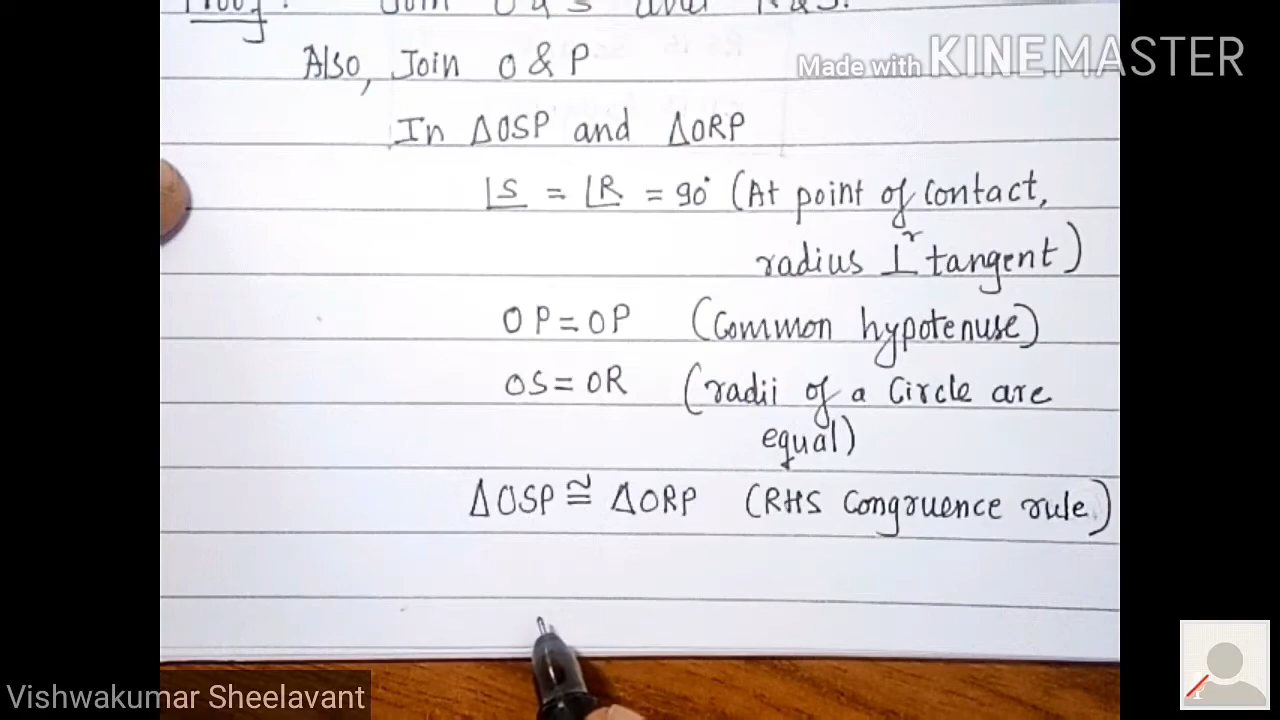 Also, Join O & P
Made with KINEMASTER
In ΔOSP and ΔORP
∠S = ∠R = 90° (At point of contact,
radius ⊥r tangent)
OP = OP (Common hypotenuse)
OS = OR (radii of a Circle are
equal)
ΔOSP ≅ ΔORP (RHS Congruence rule)
Vishwakumar Sheelavant